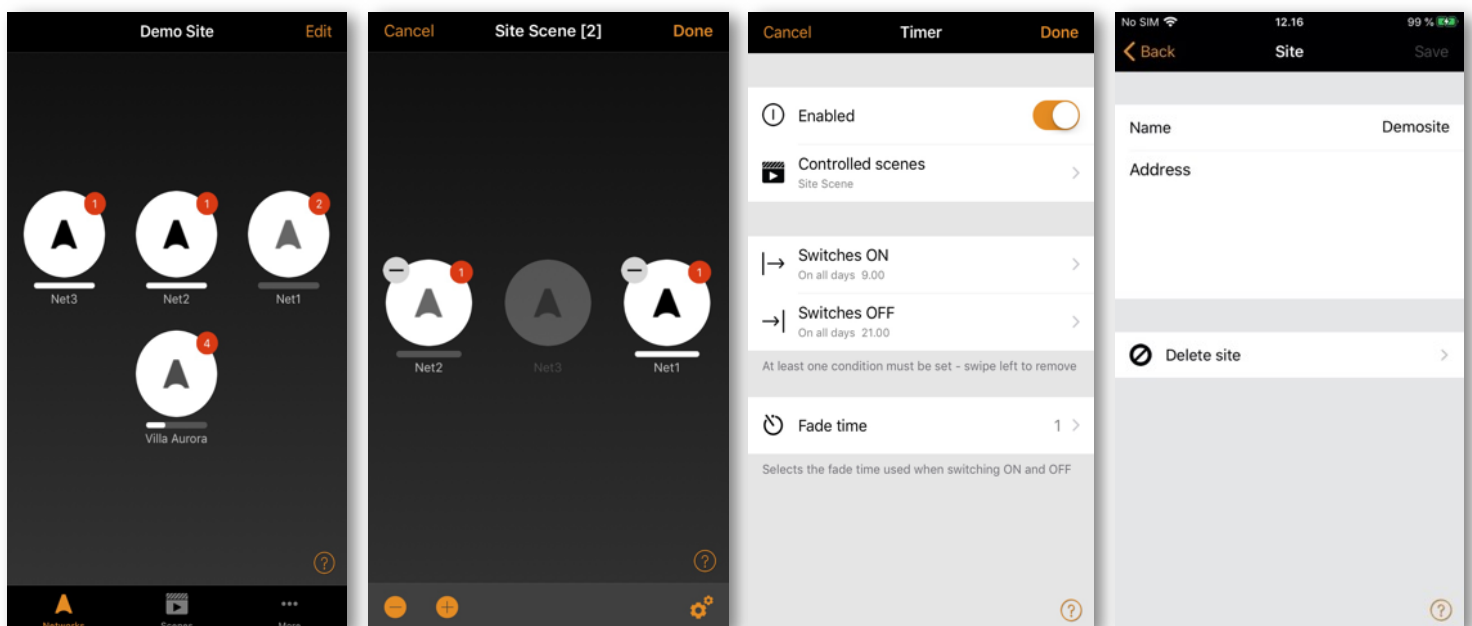 Demo Site
Edit
1
1
2
Net3
Net2
Net1
4
Villa Aurora
?
Networks
Scenes
More
Cancel
Site Scene [2]
Done
1
1
Net2
Net3
Net1
?
Cancel
Timer
Done
Enabled
Controlled scenes
Site Scene
Switches ON
On all days 9.00
Switches OFF
On all days 21.00
At least one condition must be set - swipe left to remove
Fade time
1
Selects the fade time used when switching ON and OFF
?
No SIM
12.16
99 %
Back
Site
Save
Name
Demosite
Address
Delete site
?